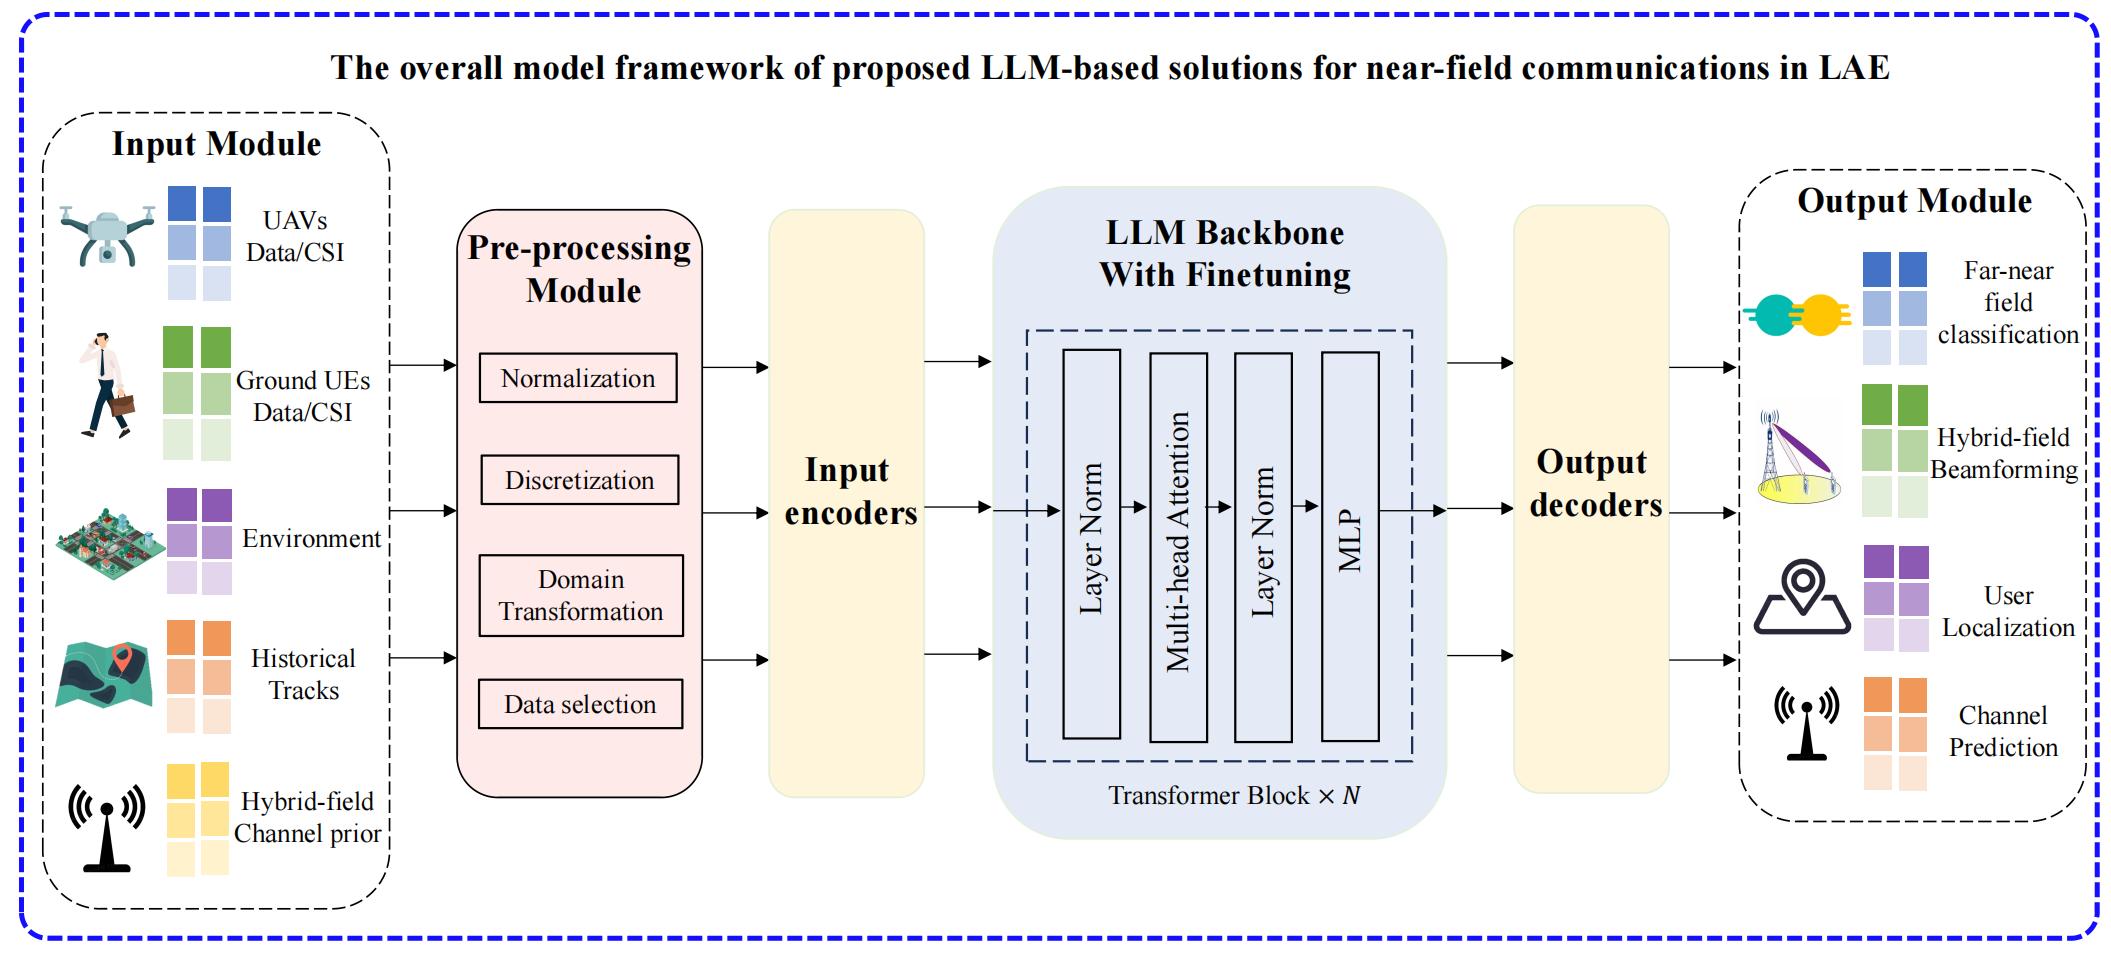 The overall model framework of proposed LLM-based solutions for near-field communications in LAE
Input Module
UAVs
Data/CSI
Ground UEs
Data/CSI
Environment
Historical
Tracks
Hybrid-field
Channel prior
Pre-processing
Module
Normalization
Discretization
Domain
Transformation
Data selection
Input
encoders
LLM Backbone
With Finetuning
Layer Norm
Multi-head Attention
Layer Norm
MLP
Transformer Block × N
Output
decoders
Output Module
Far-near
field
classification
Hybrid-field
Beamforming
User
Localization
Channel
Prediction